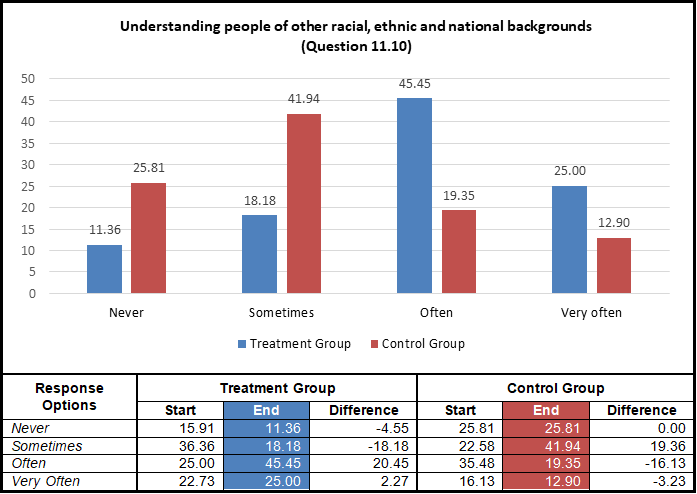 Understanding people of other racial, ethnic and national backgrounds
(Question 11.10)
50
45
40
35
30
25
20
15
10
5
0
11.36
25.81
18.18
41.94
45.45
19.35
25.00
12.90
Never Sometimes Often Very often
Treatment Group Control Group
Response Options Treatment Group Control Group
Start End Difference Start End Difference
Never 15.91 11.36 -4.55 25.81 25.81 0.00
Sometimes 36.36 18.18 -18.18 22.58 41.94 19.36
Often 25.00 45.45 20.45 35.48 19.35 -16.13
Very Often 22.73 25.00 2.27 16.13 12.90 -3.23